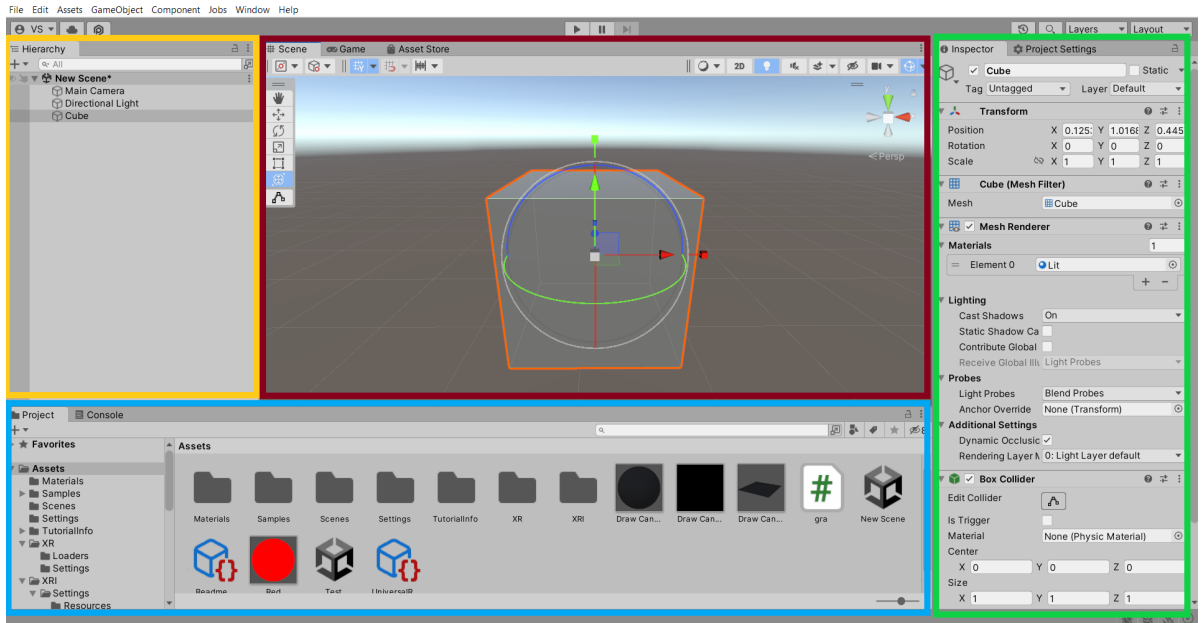 File Edit Assets GameObject Component Jobs Window Help
VS
Layers
Layout
Hierarchy
All
New Scene*
Main Camera
Directional Light
Cube
Scene
Game
Asset Store
2D
y
Persp
Inspector
Project Settings
Cube
Static
Tag Untagged
Layer Default
Transform
Position X 0.125 Y 1.0168 Z 0.445
Rotation X 0 Y 0 Z 0
Scale X 1 Y 1 Z 1
Cube (Mesh Filter)
Mesh Cube
Mesh Renderer
Materials 1
Element 0 Lit
Lighting
Cast Shadows On
Static Shadow Ca
Contribute Global
Receive Global Illu Light Probes
Probes
Light Probes Blend Probes
Anchor Override None (Transform)
Additional Settings
Dynamic Occlusic
Rendering Layer M 0: Light Layer default
Box Collider
Edit Collider
Is Trigger
Material None (Physic Material)
Center
X 0 Y 0 Z 0
Size
X 1 Y 1 Z 1
Project
Console
Favorites
Assets
Materials
Samples
Scenes
Settings
TutorialInfo
XR
Loaders
Settings
XRI
Settings
Resources
Assets
Materials Samples Scenes Settings TutorialInfo XR XRI Draw Can... Draw Can... Draw Can... gra New Scene
Readme Red Test UniversalR...